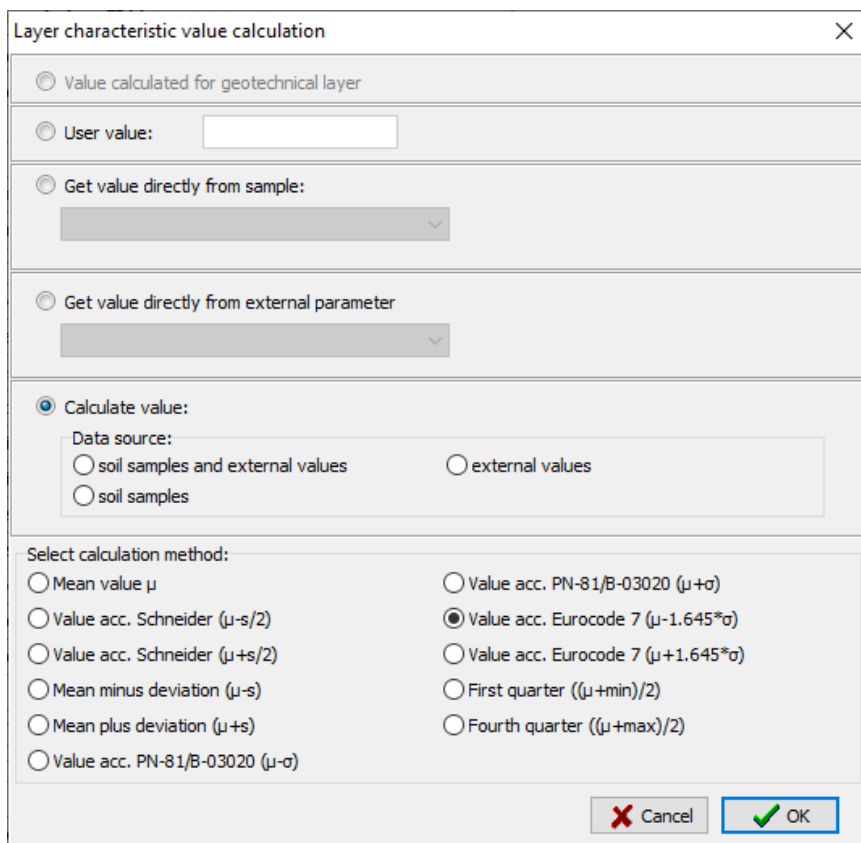 Layer characteristic value calculation
Value calculated for geotechnical layer
User value:
Get value directly from sample:
Get value directly from external parameter
Calculate value:
Data source:
soil samples and external values
external values
soil samples
Select calculation method:
Mean value µ
Value acc. PN-81/B-03020 (µ+σ)
Value acc. Schneider (µ-s/2)
Value acc. Eurocode 7 (µ-1.645*σ)
Value acc. Schneider (µ+s/2)
Value acc. Eurocode 7 (µ+1.645*σ)
Mean minus deviation (µ-s)
First quarter ((µ+min)/2)
Mean plus deviation (µ+s)
Fourth quarter ((µ+max)/2)
Value acc. PN-81/B-03020 (µ-σ)
Cancel
OK